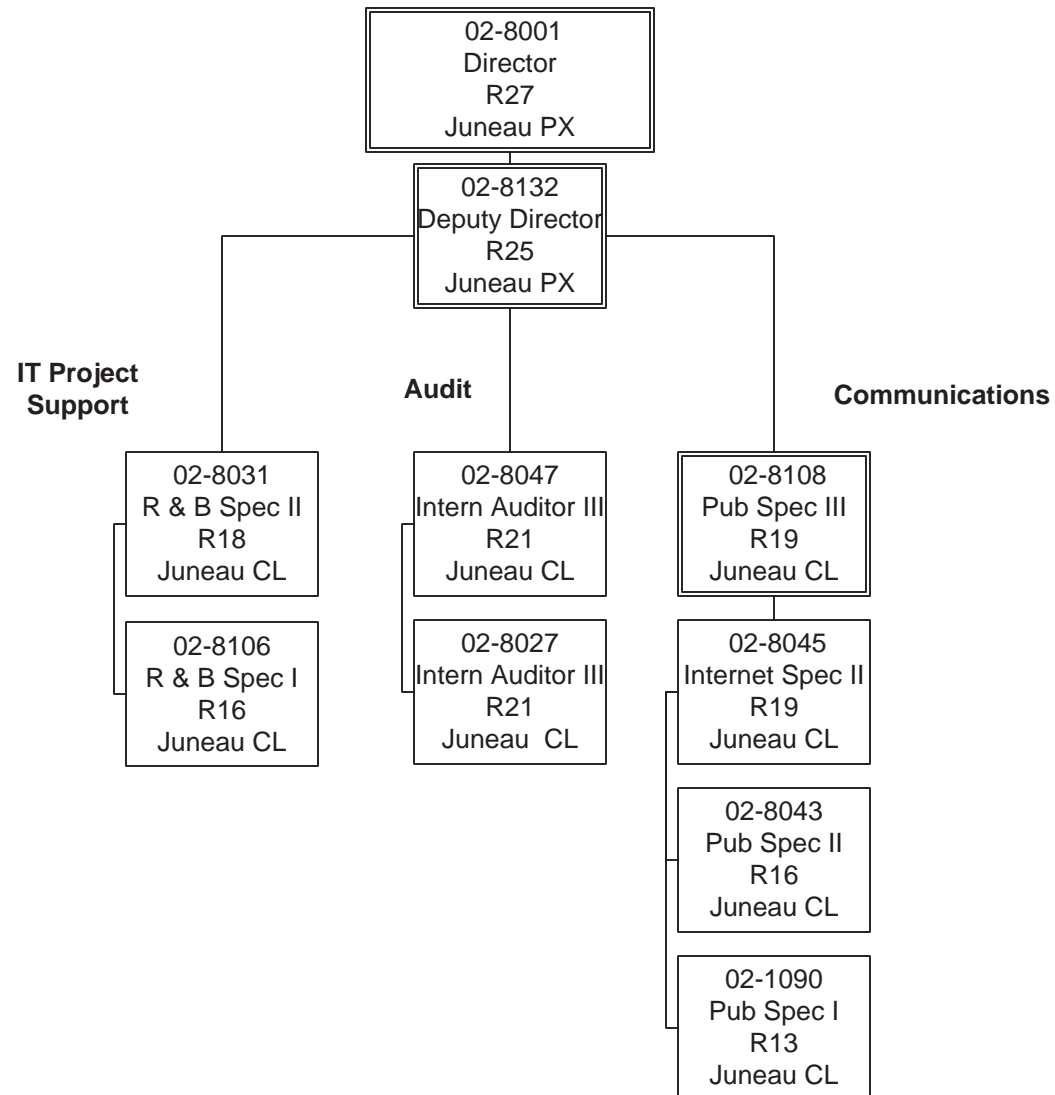 02-8001
Director
R27
Juneau PX
02-8132
Deputy Director
R25
Juneau PX
IT Project
Support
Audit
Communications
02-8031
R & B Spec II
R18
Juneau CL
02-8047
Intern Auditor III
R21
Juneau CL
02-8108
Pub Spec III
R19
Juneau CL
02-8106
R & B Spec I
R16
Juneau CL
02-8027
Intern Auditor III
R21
Juneau  CL
02-8045
Internet Spec II
R19
Juneau CL
02-8043
Pub Spec II
R16
Juneau CL
02-1090
Pub Spec I
R13
Juneau CL